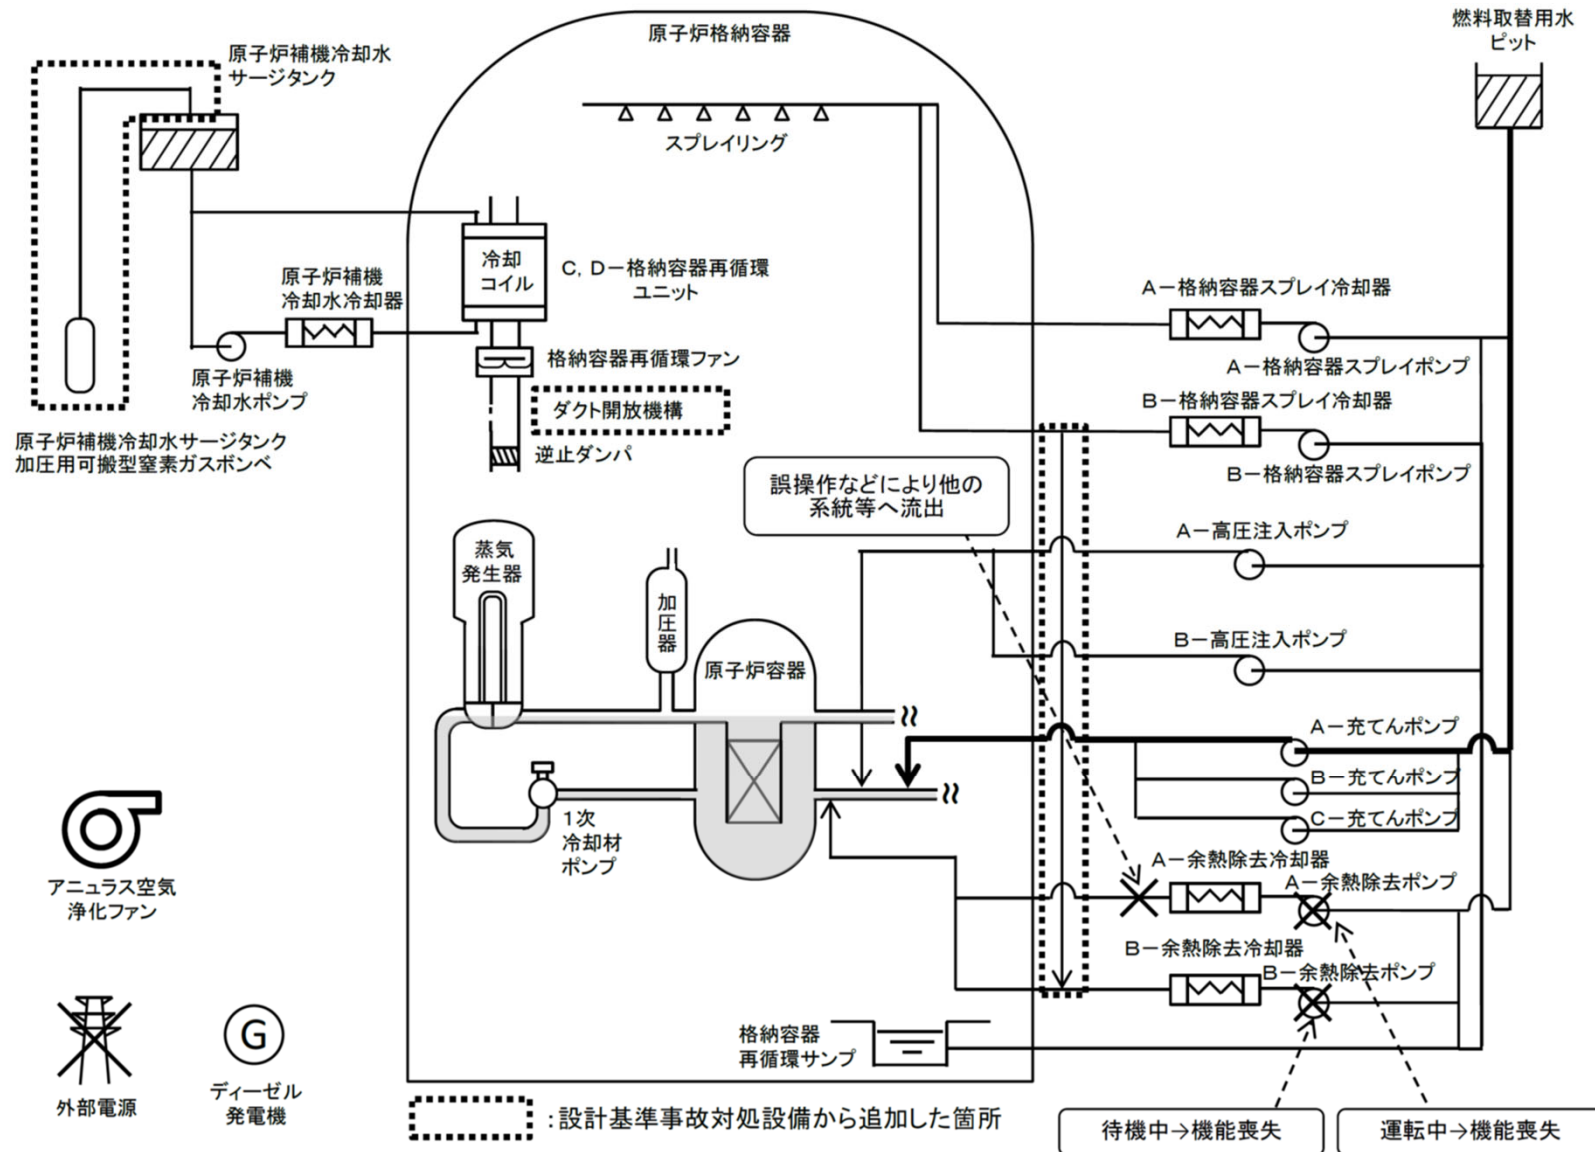 原子炉格納容器
燃料取替用水
ピット
原子炉補機冷却水
サージタンク
スプレイリング
冷却
コイル
C, D－格納容器再循環
ユニット
原子炉補機
冷却水冷却器
A－格納容器スプレイ冷却器
格納容器再循環ファン
A－格納容器スプレイポンプ
原子炉補機
冷却水ポンプ
ダクト開放機構
B－格納容器スプレイ冷却器
原子炉補機冷却水サージタンク
加圧用可搬型窒素ガスボンベ
逆止ダンパ
B－格納容器スプレイポンプ
誤操作などにより他の
系統等へ流出
A－高圧注入ポンプ
蒸気
発生器
加
圧
器
B－高圧注入ポンプ
原子炉容器
A－充てんポンプ
B－充てんポンプ
C－充てんポンプ
1次
冷却材
ポンプ
A－余熱除去冷却器
A－余熱除去ポンプ
アニュラス空気
浄化ファン
B－余熱除去冷却器
B－余熱除去ポンプ
G
格納容器
再循環サンプ
外部電源
ディーゼル
発電機
：設計基準事故対処設備から追加した箇所
待機中→機能喪失
運転中→機能喪失